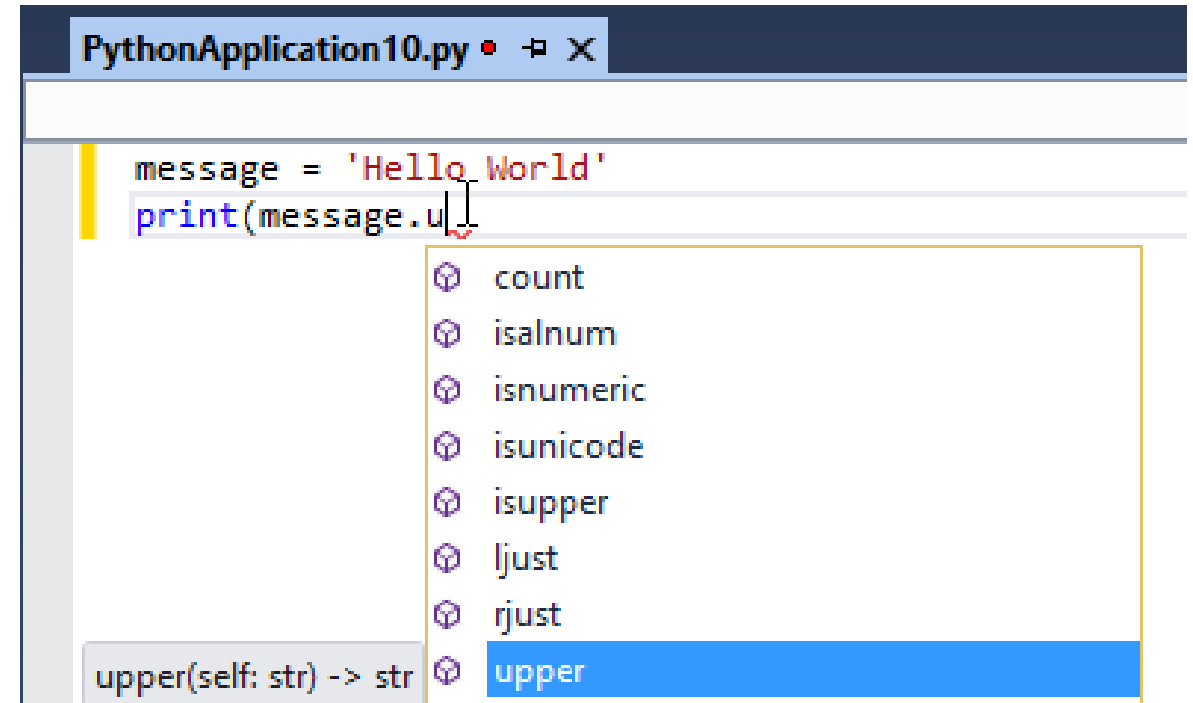 PythonApplication10.py
message = 'Hello World'
print(message.u
count
isalnum
isnumeric
isunicode
isupper
ljust
rjust
upper(self: str) -> str
upper